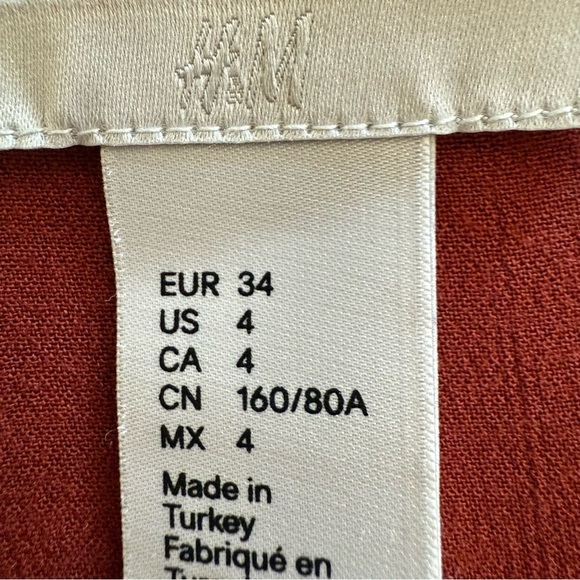 H&M
EUR 34
US 4
CA 4
CN 160/80A
MX 4
Made in
Turkey
Fabriqué en